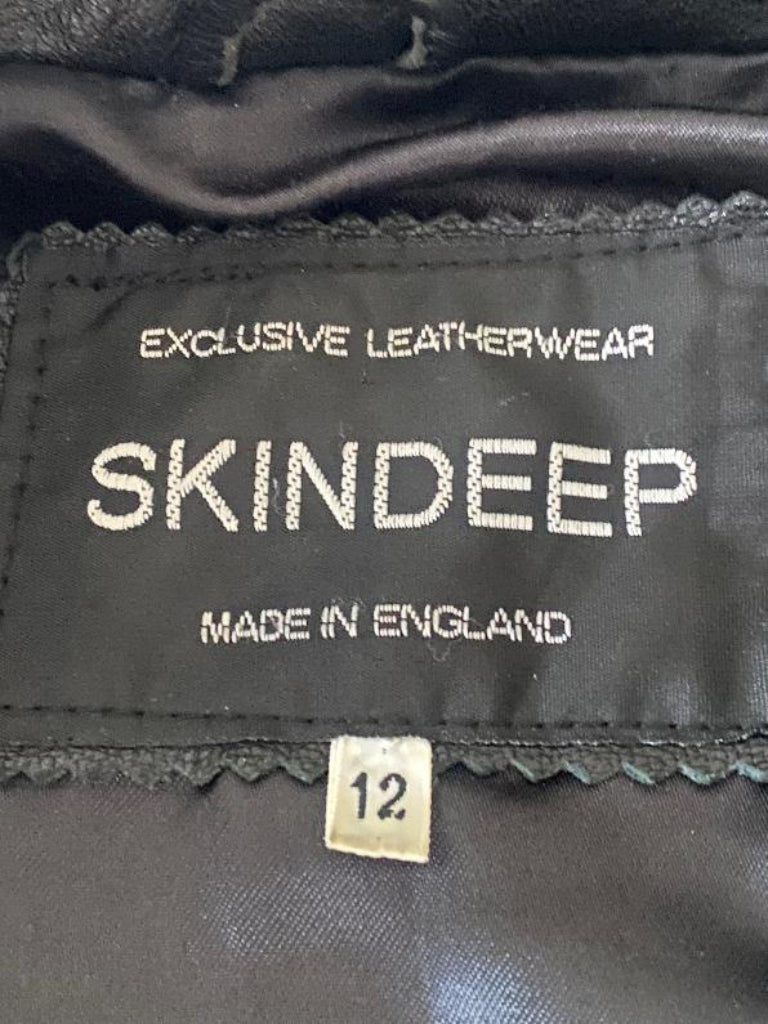 EXCLUSIVE LEATHERWEAR
SKINDEEP
MADE IN ENGLAND
12